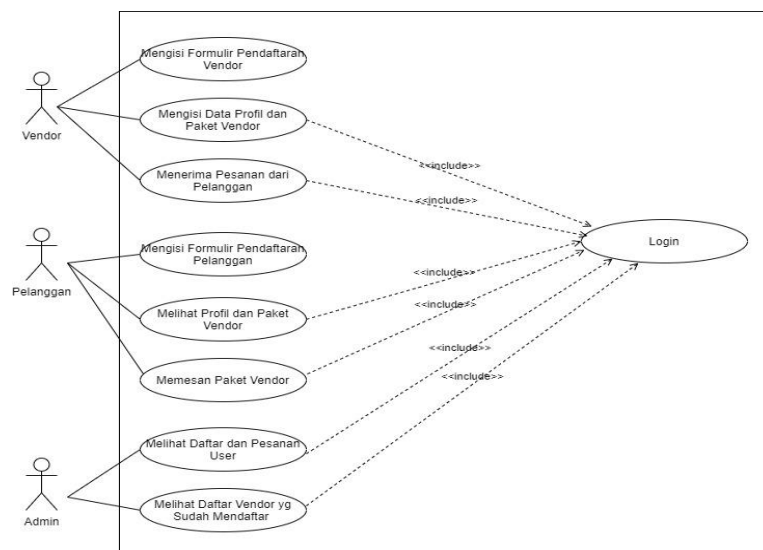 Mengisi Formulir Pendaftaran
Vendor
Vendor
Mengisi Data Profil dan
Paket Vendor
<<include>>
Menerima Pesanan dari
Pelanggan
<<include>>
Login
Mengisi Formulir Pendaftaran
Pelanggan
Pelanggan
<<include>>
Melihat Profil dan Paket
Vendor
<<include>>
Memesan Paket Vendor
<<include>>
<<include>>
Melihat Daftar dan Pesanan
User
Admin
Melihat Daftar Vendor yg
Sudah Mendaftar